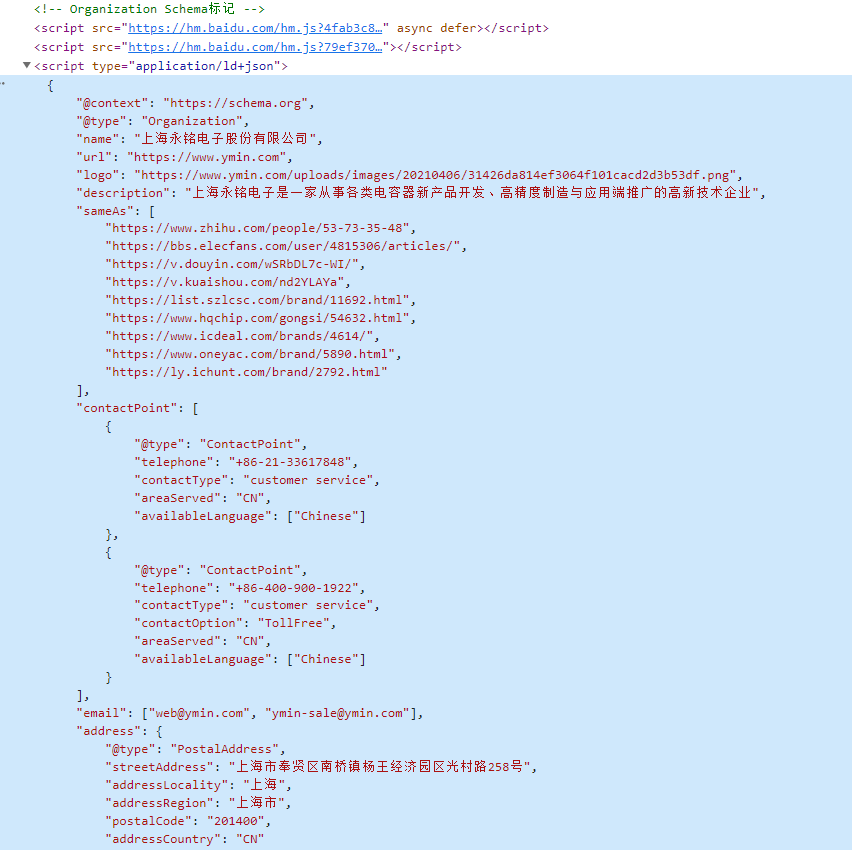 <!-- Organization Schema标记 -->
<script src="https://hm.baidu.com/hm.js?4fab3c8…" async defer></script>
<script src="https://hm.baidu.com/hm.js?79ef370…"></script>
▼<script type="application/ld+json">
{
"@context": "https://schema.org",
"@type": "Organization",
"name": "上海永铭电子股份有限公司",
"url": "https://www.ymin.com",
"logo": "https://www.ymin.com/uploads/images/20210406/31426da814ef3064f101cacd2d3b53df.png",
"description": "上海永铭电子是一家从事各类电容器新产品开发、高精度制造与应用端推广的高新技术企业",
"sameAs": [
"https://www.zhihu.com/people/53-73-35-48",
"https://bbs.elecfans.com/user/4815306/articles/",
"https://v.douyin.com/wSRbDL7c-WI/",
"https://v.kuaishou.com/nd2YLAYa",
"https://list.szlcsc.com/brand/11692.html",
"https://www.hqchip.com/gongsi/54632.html",
"https://www.icdeal.com/brands/4614/",
"https://www.oneyac.com/brand/5890.html",
"https://ly.ichunt.com/brand/2792.html"
],
"contactPoint": [
{
"@type": "ContactPoint",
"telephone": "+86-21-33617848",
"contactType": "customer service",
"areaServed": "CN",
"availableLanguage": ["Chinese"]
},
{
"@type": "ContactPoint",
"telephone": "+86-400-900-1922",
"contactType": "customer service",
"contactOption": "TollFree",
"areaServed": "CN",
"availableLanguage": ["Chinese"]
}
],
"email": ["web@ymin.com", "ymin-sale@ymin.com"],
"address": {
"@type": "PostalAddress",
"streetAddress": "上海市奉贤区南桥镇杨王经济园区光村路258号",
"addressLocality": "上海",
"addressRegion": "上海市",
"postalCode": "201400",
"addressCountry": "CN"